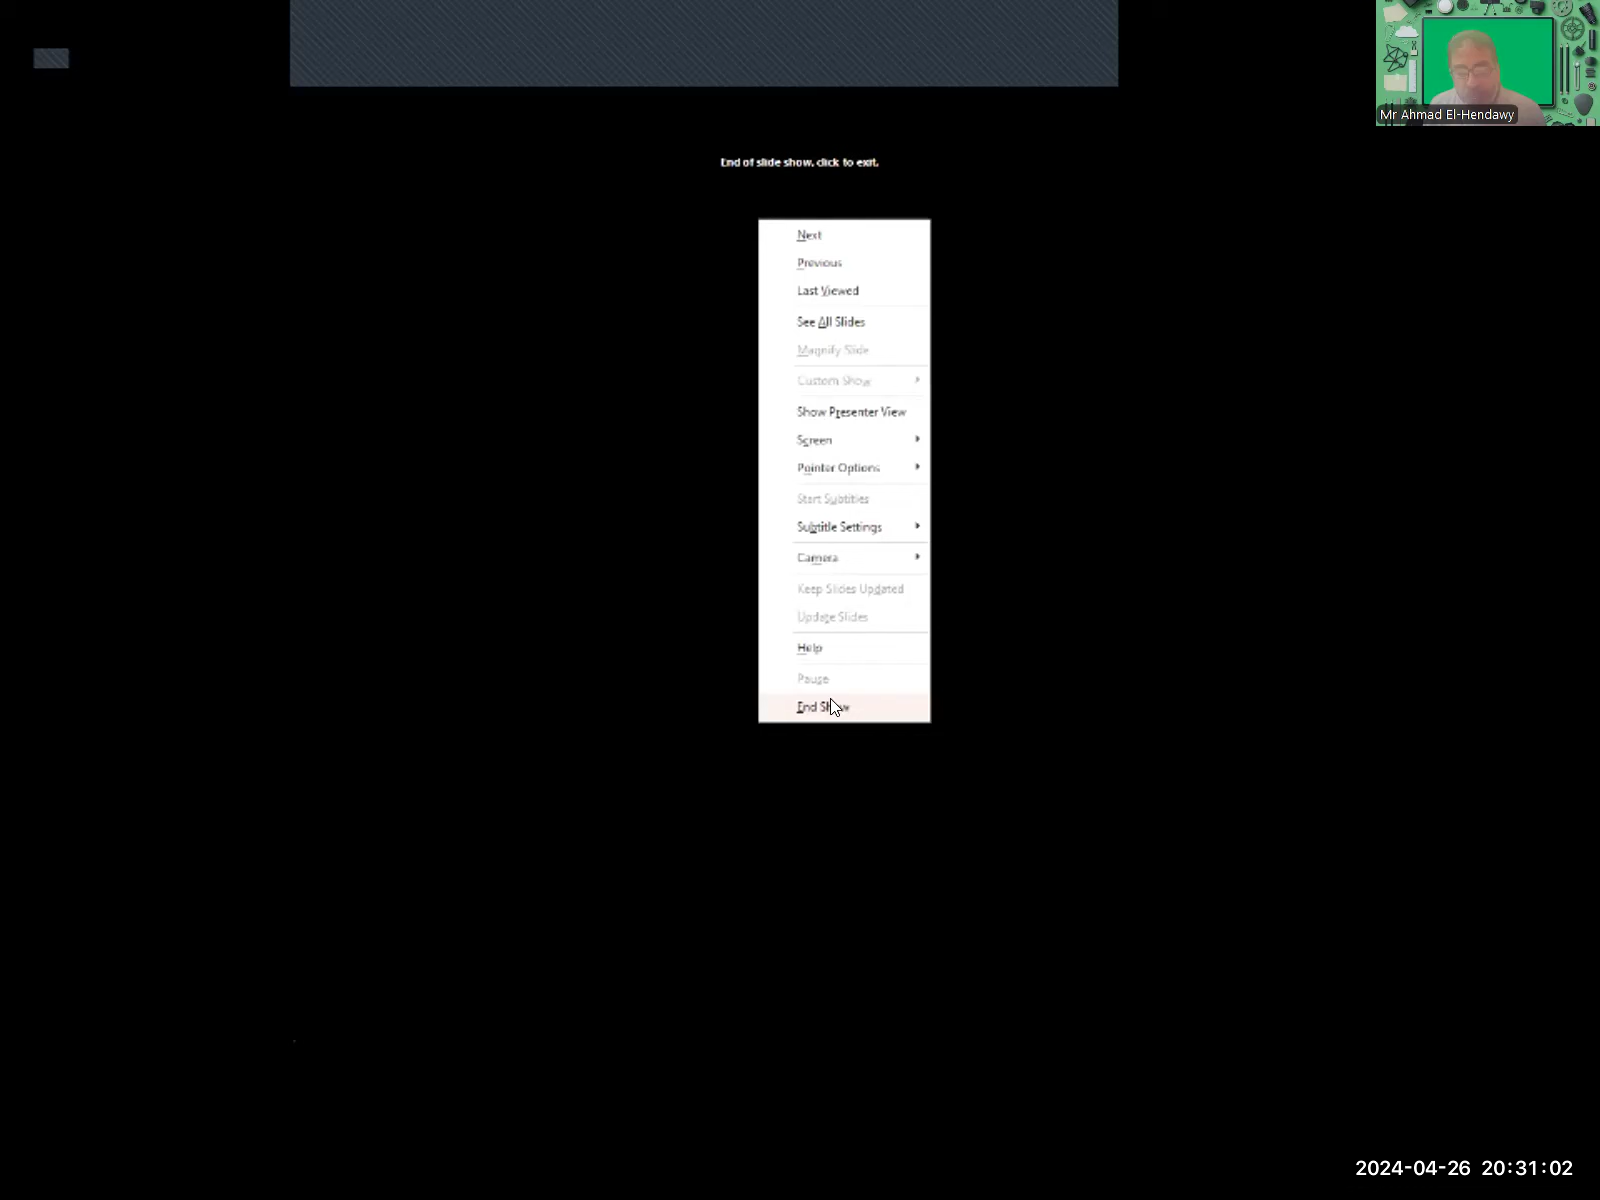 Mr Ahmad El-Hendawy
End of slide show, click to exit.
Next
Previous
Last Viewed
See All Slides
Magnify Slide
Custom Show
Show Presenter View
Screen
Pointer Options
Start Subtitles
Subtitle Settings
Camera
Keep Slides Updated
Update Slides
Help
Pause
End Show
2024-04-26 20:31:02